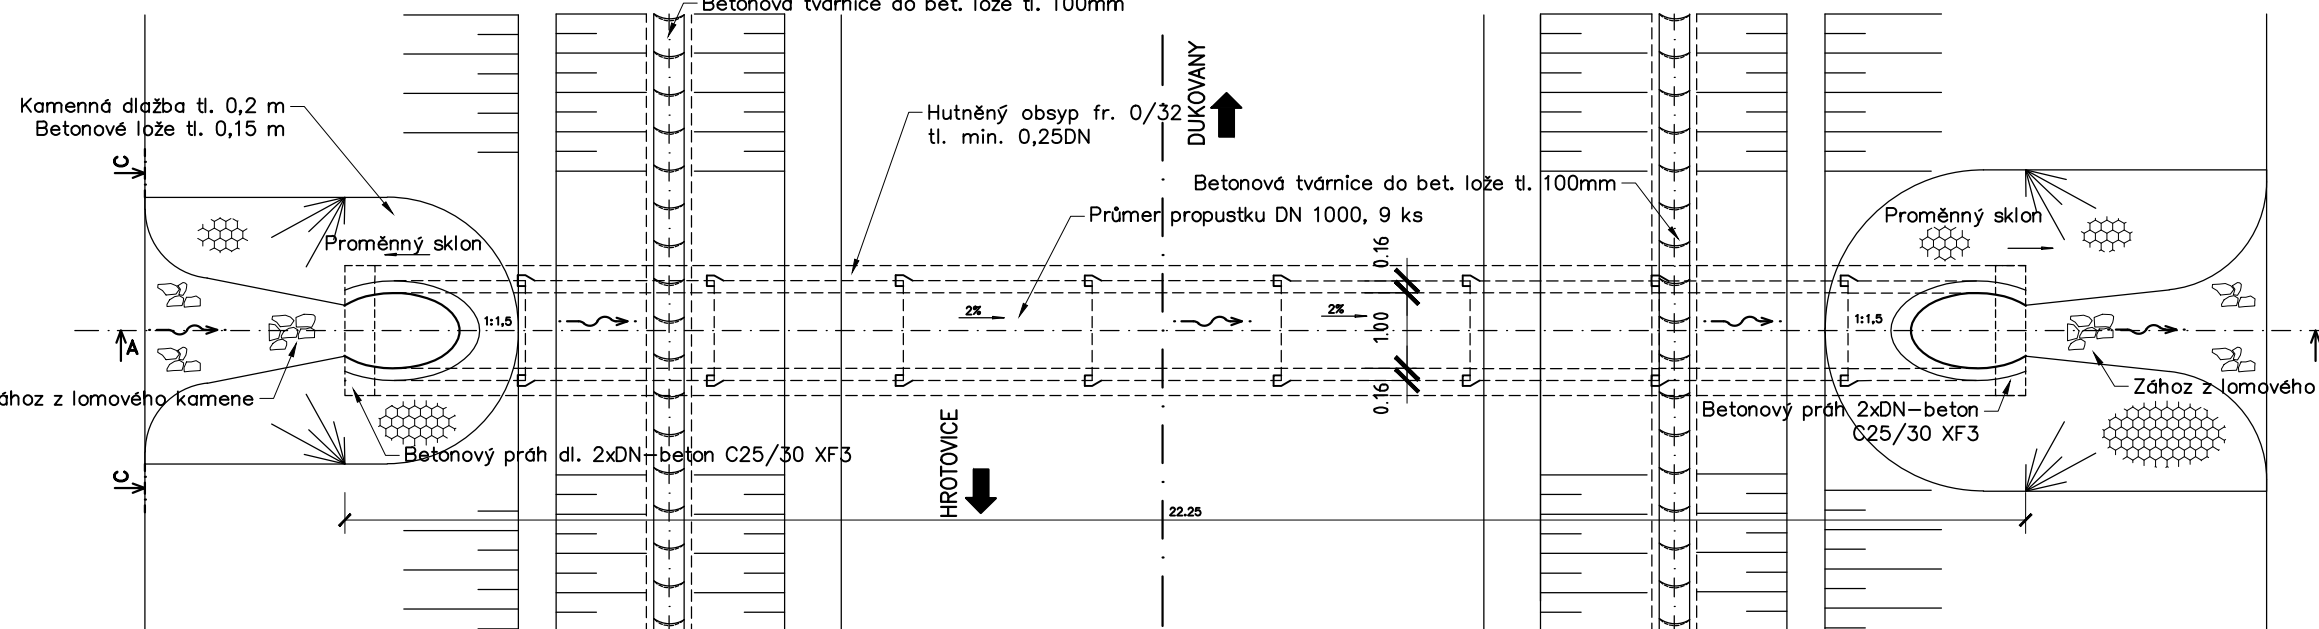 Betonová tvárnice do bet. lože tl. 100mm
Kamenná dlažba tl. 0,2 m
Betonové lože tl. 0,15 m
Hutněný obsyp fr. 0/32
tl. min. 0,25DN
DUKOVANY
C
Betonová tvárnice do bet. lože tl. 100mm
Průmer propustku DN 1000, 9 ks
Proměnný sklon
Proměnný sklon
0.16
1:1,5
2%
2%
1.00
1:1,5
A
0.16
ához z lomového kamene
Zához z lomového
Betonový práh 2xDN-beton
C25/30 XF3
Betonový práh dl. 2xDN-beton C25/30 XF3
HROTOVICE
C
22.25